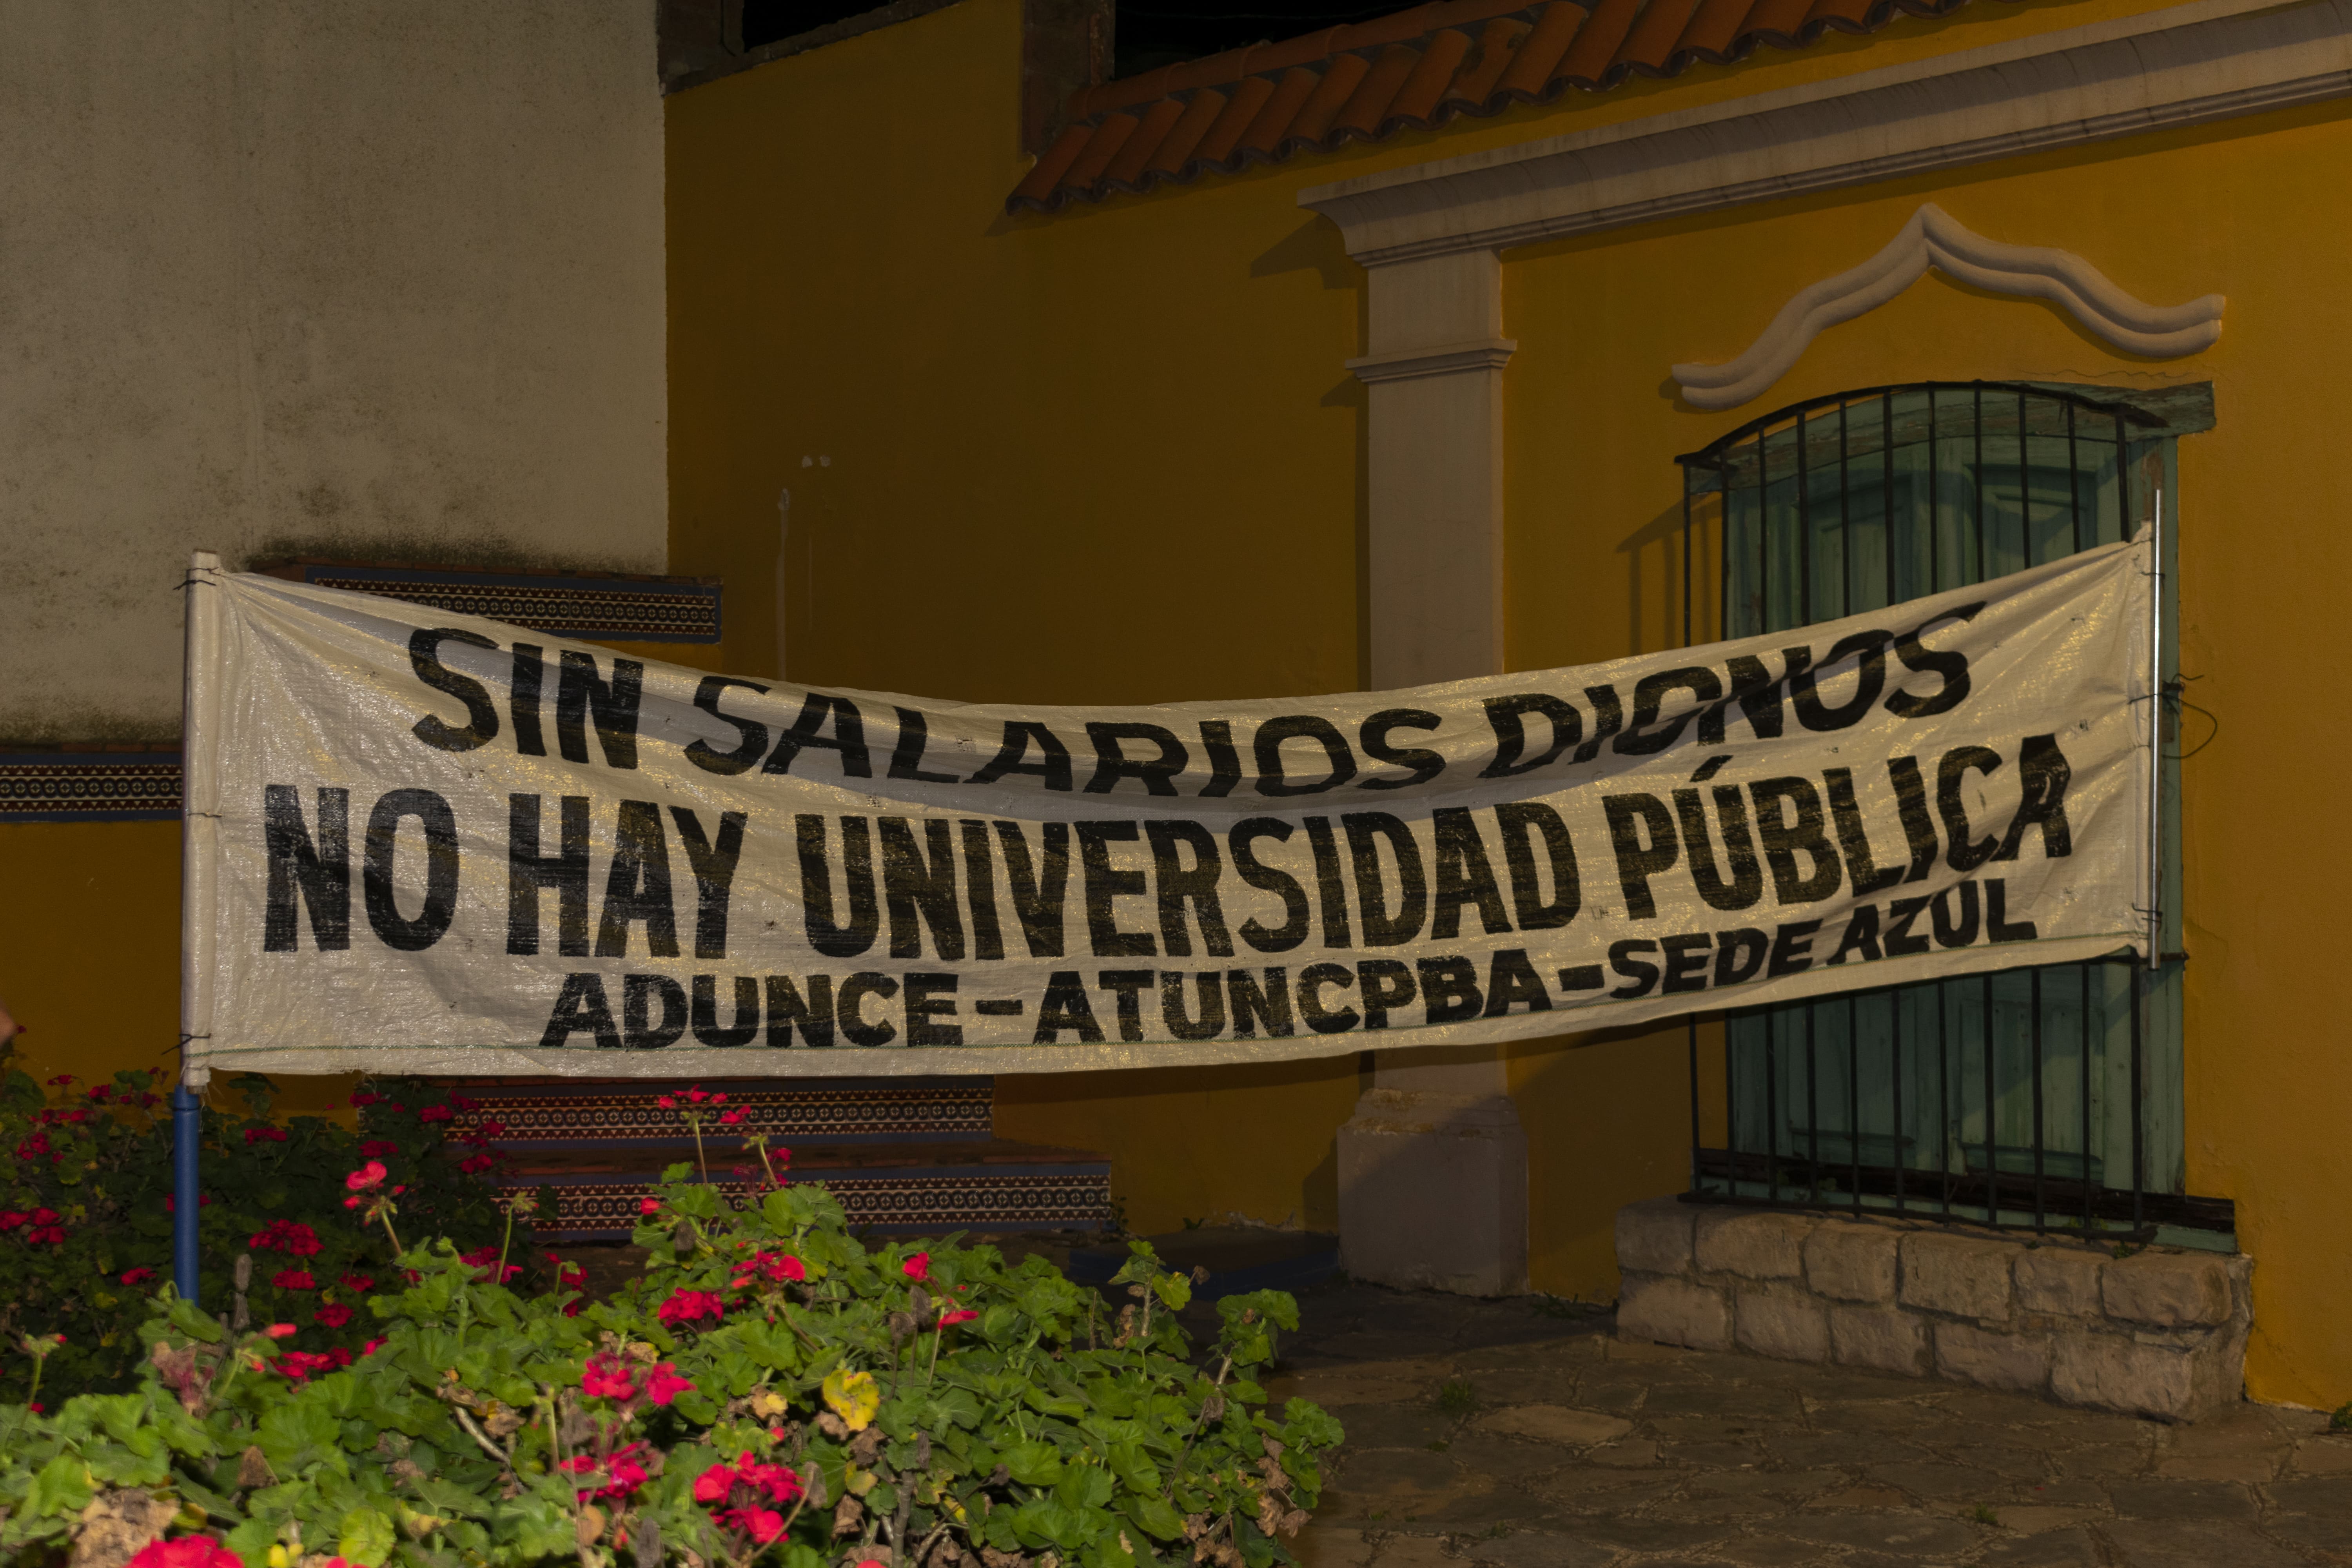 SIN SALARIOS DIGNOS
NO HAY UNIVERSIDAD PÚBLICA
ADUNCE-ATUNCPBA-SEDE AZUL